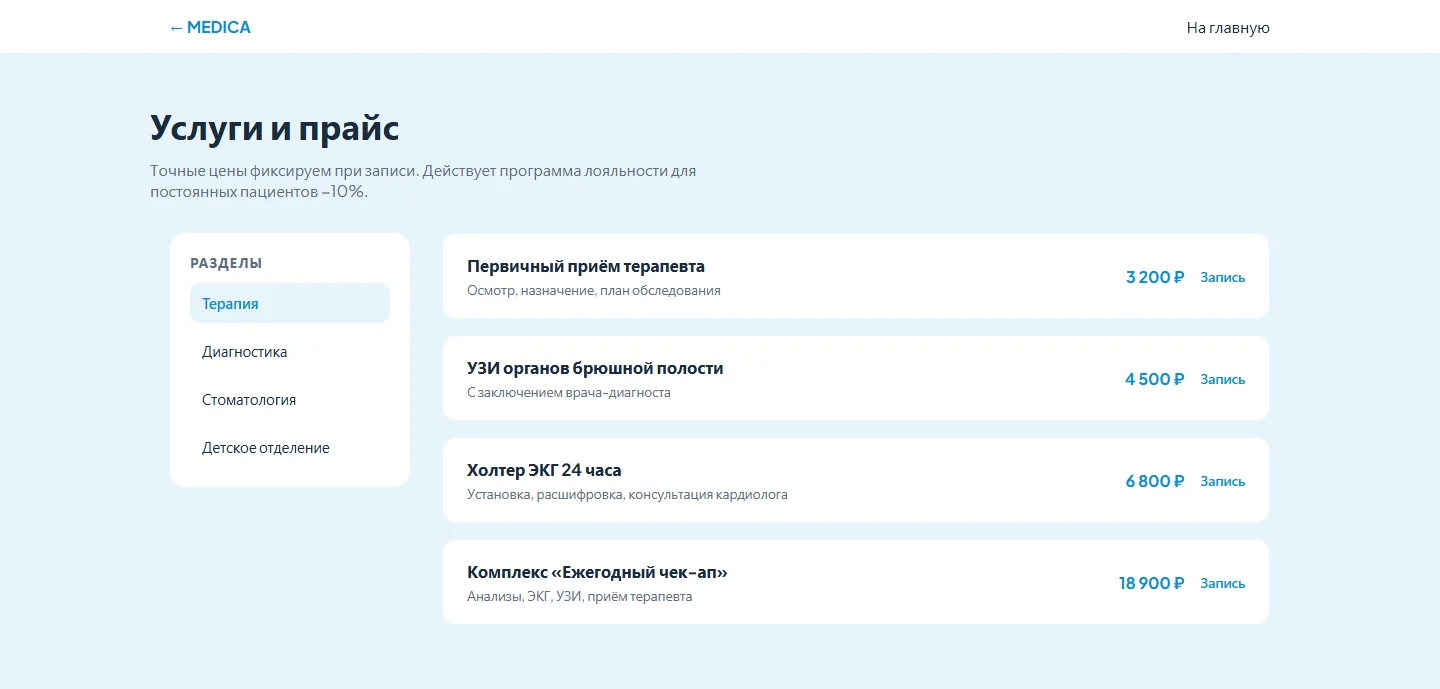 ← MEDICA
На главную
Услуги и прайс
Точные цены фиксируем при записи. Действует программа лояльности для
постоянных пациентов −10%.
РАЗДЕЛЫ
Терапия
Диагностика
Стоматология
Детское отделение
Первичный приём терапевта
Осмотр, назначение, план обследования
3 200 ₽ Запись
УЗИ органов брюшной полости
С заключением врача-диагноста
4 500 ₽ Запись
Холтер ЭКГ 24 часа
Установка, расшифровка, консультация кардиолога
6 800 ₽ Запись
Комплекс «Ежегодный чек-ап»
Анализы, ЭКГ, УЗИ, приём терапевта
18 900 ₽ Запись